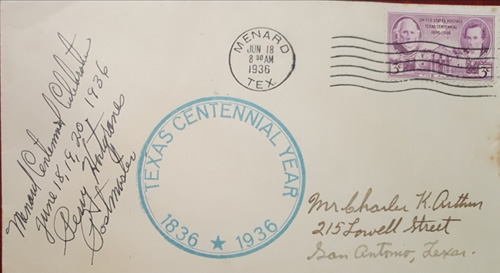 Menard Centennial Celebration
June 18, 19, 20, 1936
Perry Hartgraves
Postmaster
MENARD
JUN 18
8 30 AM
1936
TEX.
UNITED STATES POSTAGE
TEXAS CENTENNIAL
1836-1936
3¢ 3¢
TEXAS CENTENNIAL YEAR
1836 ★ 1936
Mr Charles K. Arthur
215 Lowell Street
San Antonio, Texas.